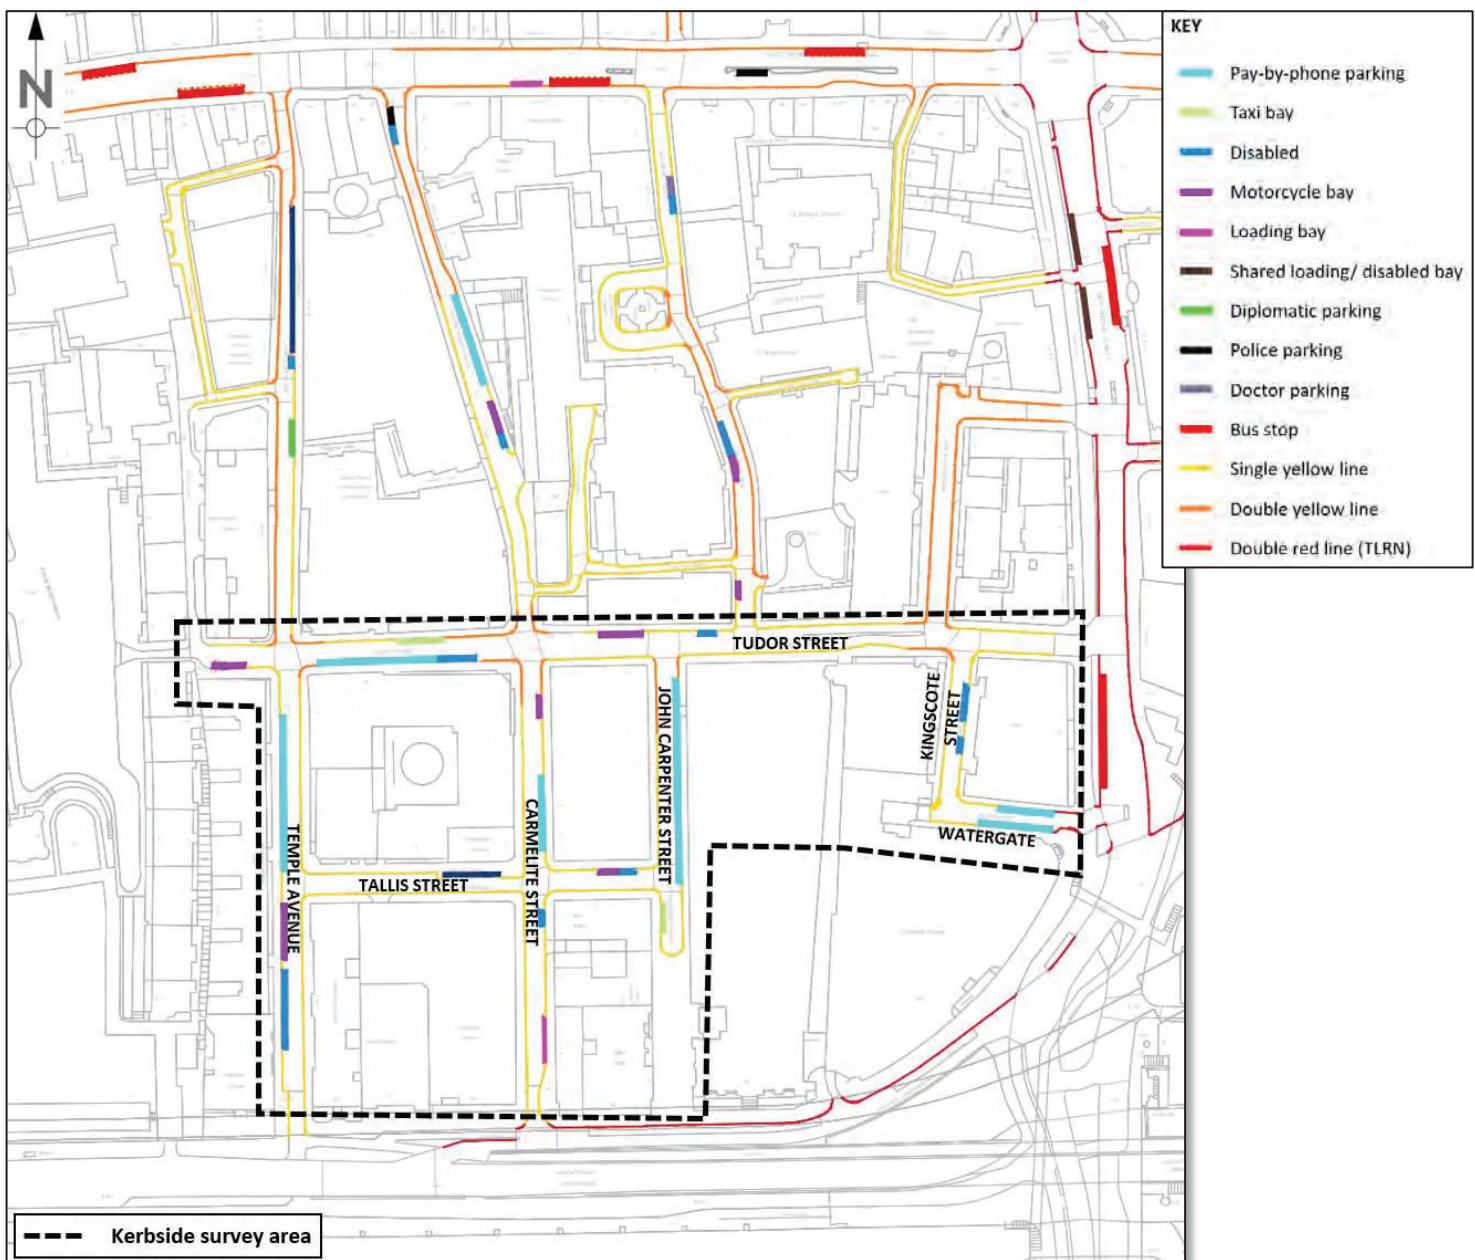 N
KEY
Pay-by-phone parking
Taxi bay
Disabled
Motorcycle bay
Loading bay
Shared loading/ disabled bay
Diplomatic parking
Police parking
Doctor parking
Bus stop
Single yellow line
Double yellow line
Double red line (TLRN)
TUDOR STREET
KINGSCOTE
STREET
JOHN CARPENTER STREET
CARMELITE STREET
TEMPLE AVENUE
WATERGATE
TALLIS STREET
Kerbside survey area